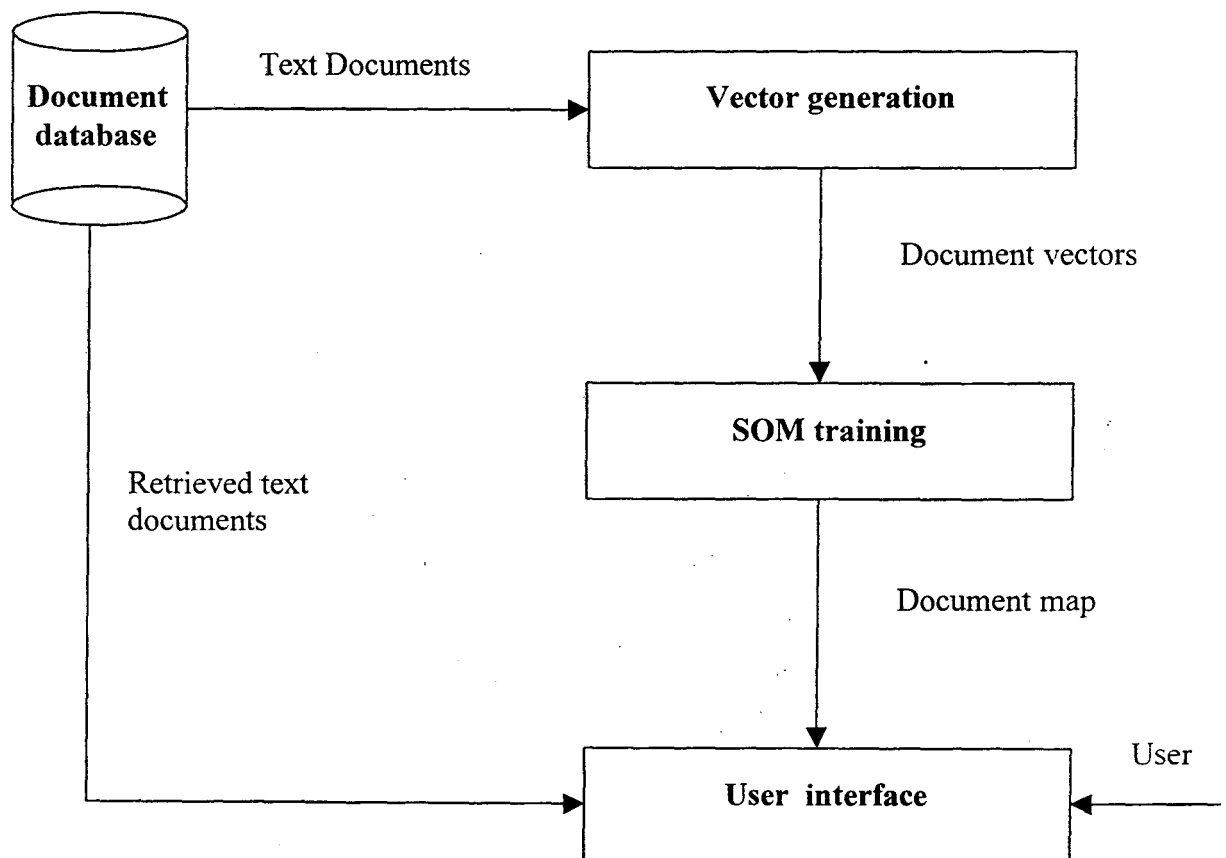 Text Documents
Document
database
Vector generation
Document vectors
SOM training
Retrieved text
documents
Document map
User
User interface